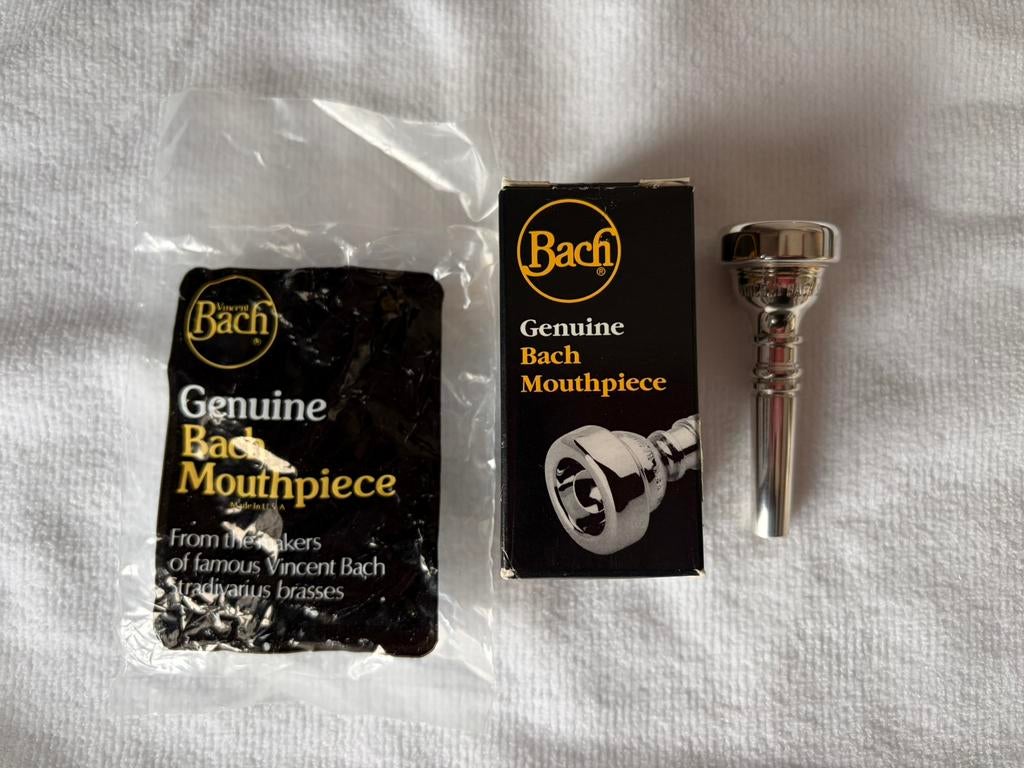 Vincent
Bach
®
Genuine
Bach
Mouthpiece
Made in U.S.A
From the makers
of famous Vincent Bach
Stradivarius brasses
Bach
®
Genuine
Bach
Mouthpiece